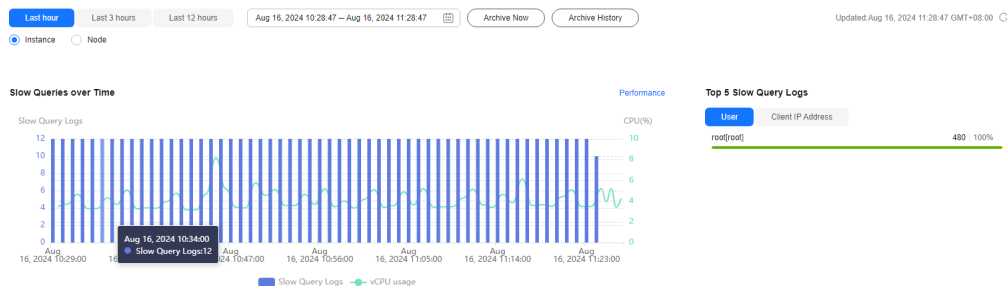 Last hour Last 3 hours Last 12 hours Aug 16, 2024 10:28:47 — Aug 16, 2024 11:28:47 Archive Now Archive History Updated:Aug 16, 2024 11:28:47 GMT+08:00
Instance Node
Slow Queries over Time Performance
Slow Query Logs CPU(%)
12 10
10 8
8 6
6 4
4 2
2 0
0
Aug 16, 2024 10:29:00
Aug 16, 2024 10:34:00
Slow Query Logs:12
Aug
10:47:00
Aug 16, 2024 10:56:00
Aug 16, 2024 11:05:00
Aug 16, 2024 11:14:00
Aug 16, 2024 11:23:00
Slow Query Logs vCPU usage
Top 5 Slow Query Logs
User Client IP Address
root[root] 480 100%